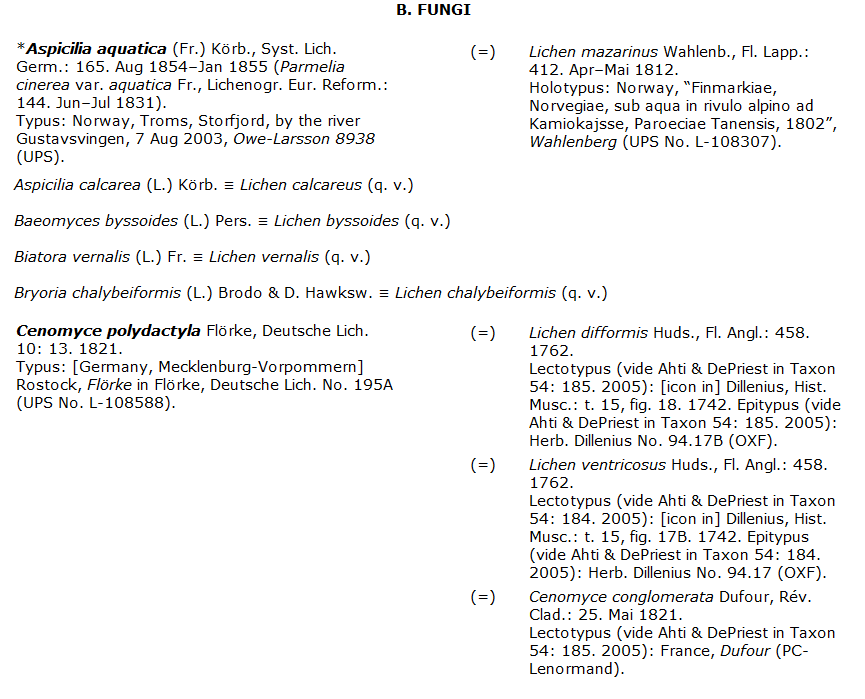 B. FUNGI
*Aspicilia aquatica (Fr.) Körb., Syst. Lich.
Germ.: 165. Aug 1854–Jan 1855 (Parmelia
cinerea var. aquatica Fr., Lichenogr. Eur. Reform.:
144. Jun–Jul 1831).
Typus: Norway, Troms, Storfjord, by the river
Gustavsvingen, 7 Aug 2003, Owe-Larsson 8938
(UPS).
(=) Lichen mazarinus Wahlenb., Fl. Lapp.:
412. Apr–Mai 1812.
Holotypus: Norway, “Finmarkiae,
Norvegiae, sub aqua in rivulo alpino ad
Kamiokajsse, Paroeciae Tanensis, 1802”,
Wahlenberg (UPS No. L-108307).
Aspicilia calcarea (L.) Körb. ≡ Lichen calcareus (q. v.)
Baeomyces byssoides (L.) Pers. ≡ Lichen byssoides (q. v.)
Biatora vernalis (L.) Fr. ≡ Lichen vernalis (q. v.)
Bryoria chalybeiformis (L.) Brodo & D. Hawksw. ≡ Lichen chalybeiformis (q. v.)
Cenomyce polydactyla Flörke, Deutsche Lich.
10: 13. 1821.
Typus: [Germany, Mecklenburg-Vorpommern]
Rostock, Flörke in Flörke, Deutsche Lich. No. 195A
(UPS No. L-108588).
(=) Lichen difformis Huds., Fl. Angl.: 458.
1762.
Lectotypus (vide Ahti & DePriest in Taxon
54: 185. 2005): [icon in] Dillenius, Hist.
Musc.: t. 15, fig. 18. 1742. Epitypus (vide
Ahti & DePriest in Taxon 54: 185. 2005):
Herb. Dillenius No. 94.17B (OXF).
(=) Lichen ventricosus Huds., Fl. Angl.: 458.
1762.
Lectotypus (vide Ahti & DePriest in Taxon
54: 184. 2005): [icon in] Dillenius, Hist.
Musc.: t. 15, fig. 17B. 1742. Epitypus
(vide Ahti & DePriest in Taxon 54: 184.
2005): Herb. Dillenius No. 94.17 (OXF).
(=) Cenomyce conglomerata Dufour, Rév.
Clad.: 25. Mai 1821.
Lectotypus (vide Ahti & DePriest in Taxon
54: 185. 2005): France, Dufour (PC-
Lenormand).